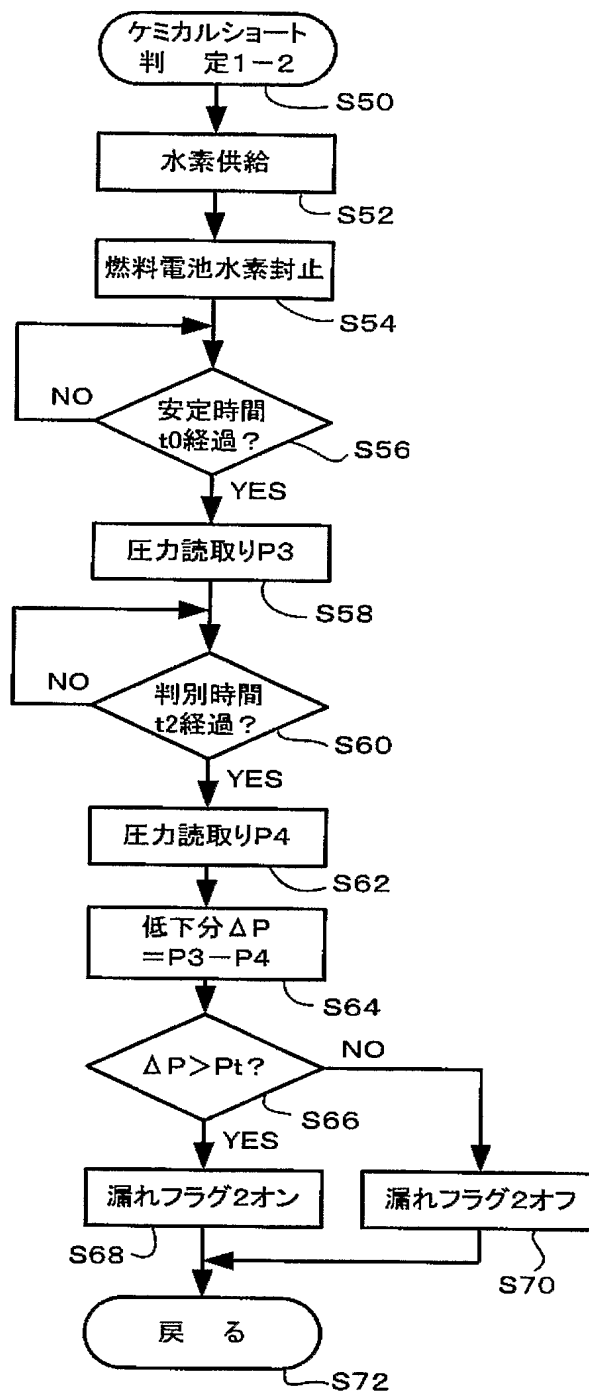 ケミカルショート
判　定1－2
S50
水素供給
S52
燃料電池水素封止
S54
NO
安定時間
t0経過？
S56
YES
圧力読取りP3
S58
NO
判別時間
t2経過？
S60
YES
圧力読取りP4
S62
低下分ΔP
＝P3－P4
S64
ΔP＞Pt？
NO
S66
YES
漏れフラグ2オン
漏れフラグ2オフ
S68
S70
戻　る
S72